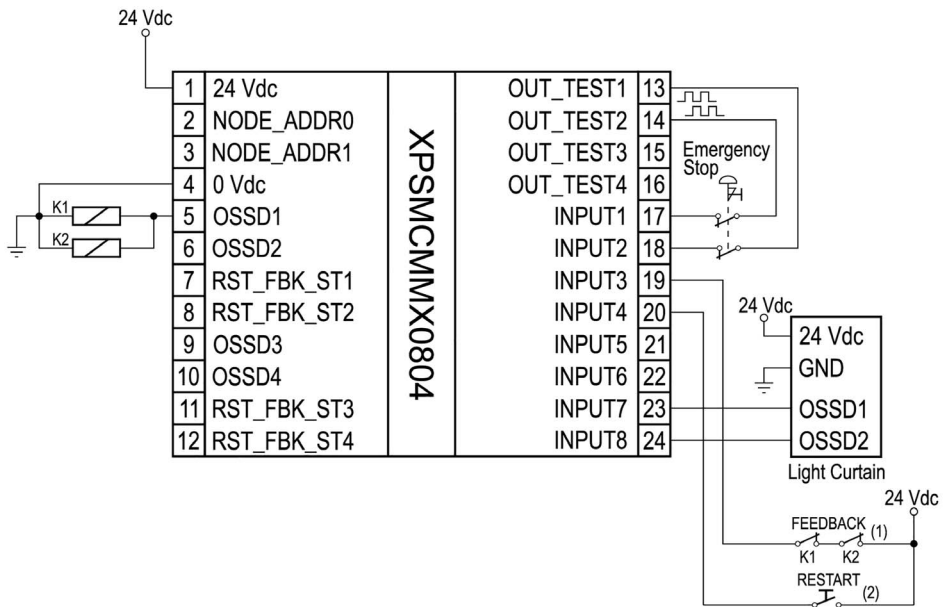 24 Vdc
1 24 Vdc
2 NODE_ADDR0
3 NODE_ADDR1
4 0 Vdc
5 OSSD1
6 OSSD2
7 RST_FBK_ST1
8 RST_FBK_ST2
9 OSSD3
10 OSSD4
11 RST_FBK_ST3
12 RST_FBK_ST4
K1
K2
XPSMCMMX0804
OUT_TEST1 13
OUT_TEST2 14
OUT_TEST3 15
OUT_TEST4 16
INPUT1 17
INPUT2 18
INPUT3 19
INPUT4 20
INPUT5 21
INPUT6 22
INPUT7 23
INPUT8 24
Emergency
Stop
24 Vdc
24 Vdc
GND
OSSD1
OSSD2
Light Curtain
24 Vdc
FEEDBACK (1)
K1 K2
RESTART (2)